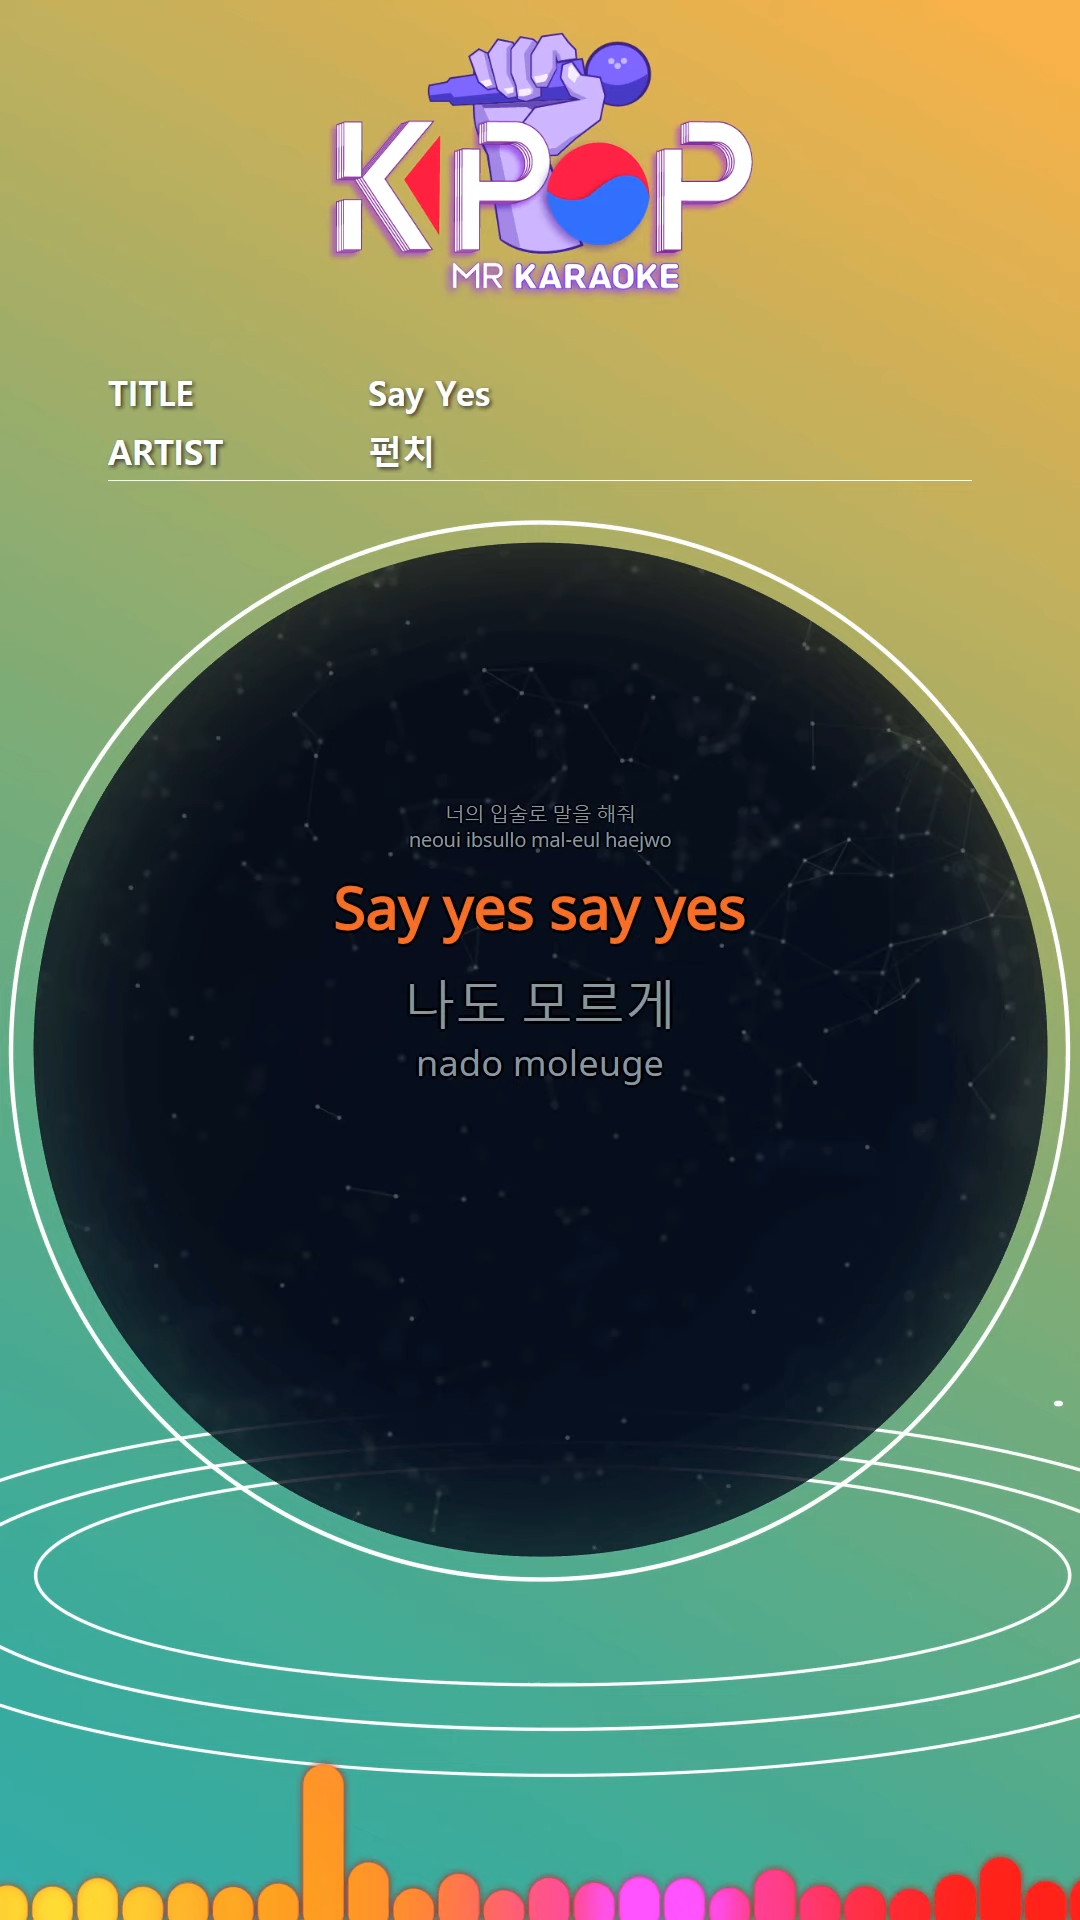 KPOP
MR KARAOKE
TITLE Say Yes
ARTIST 펀치
너의 입술로 말을 해줘
neoui ibsullo mal-eul haejwo
Say yes say yes
나도 모르게
nado moleuge